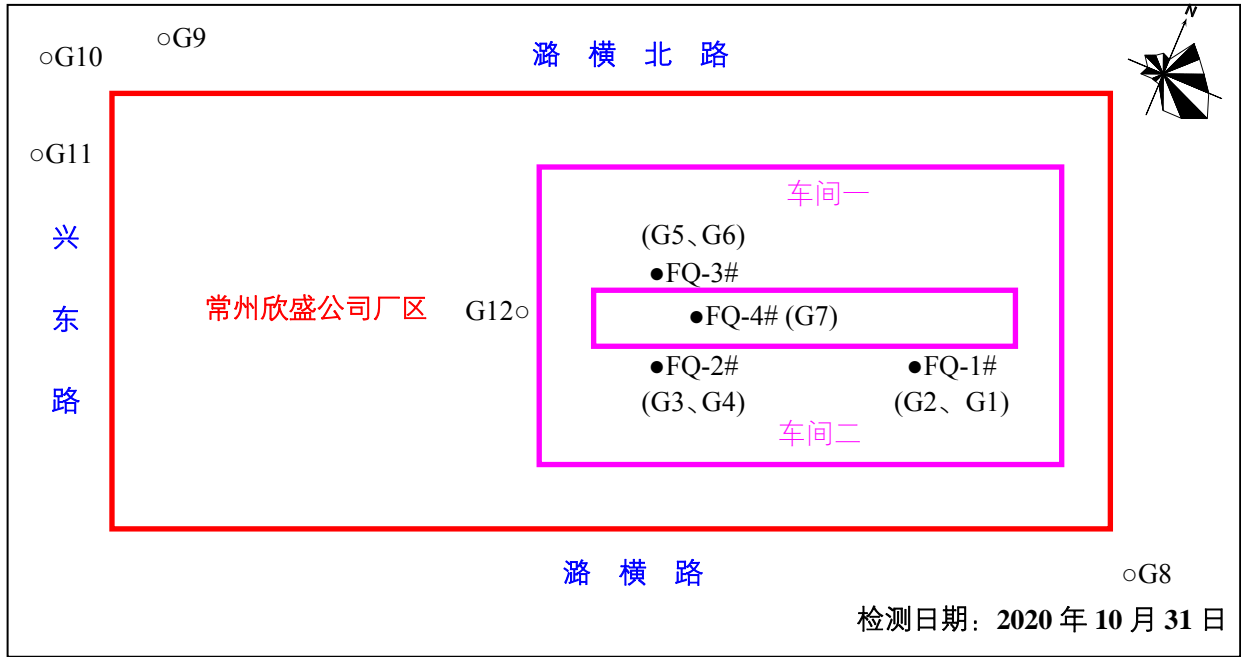 N
○G9
○G10
潞 横 北 路
○G11
车间一
兴
东
路
(G5、G6)
●FQ-3#
常州欣盛公司厂区
G12○
●FQ-4# (G7)
●FQ-2#
●FQ-1#
(G3、G4)
(G2、G1)
车间二
潞 横 路
○G8
检测日期：2020 年 10 月 31 日